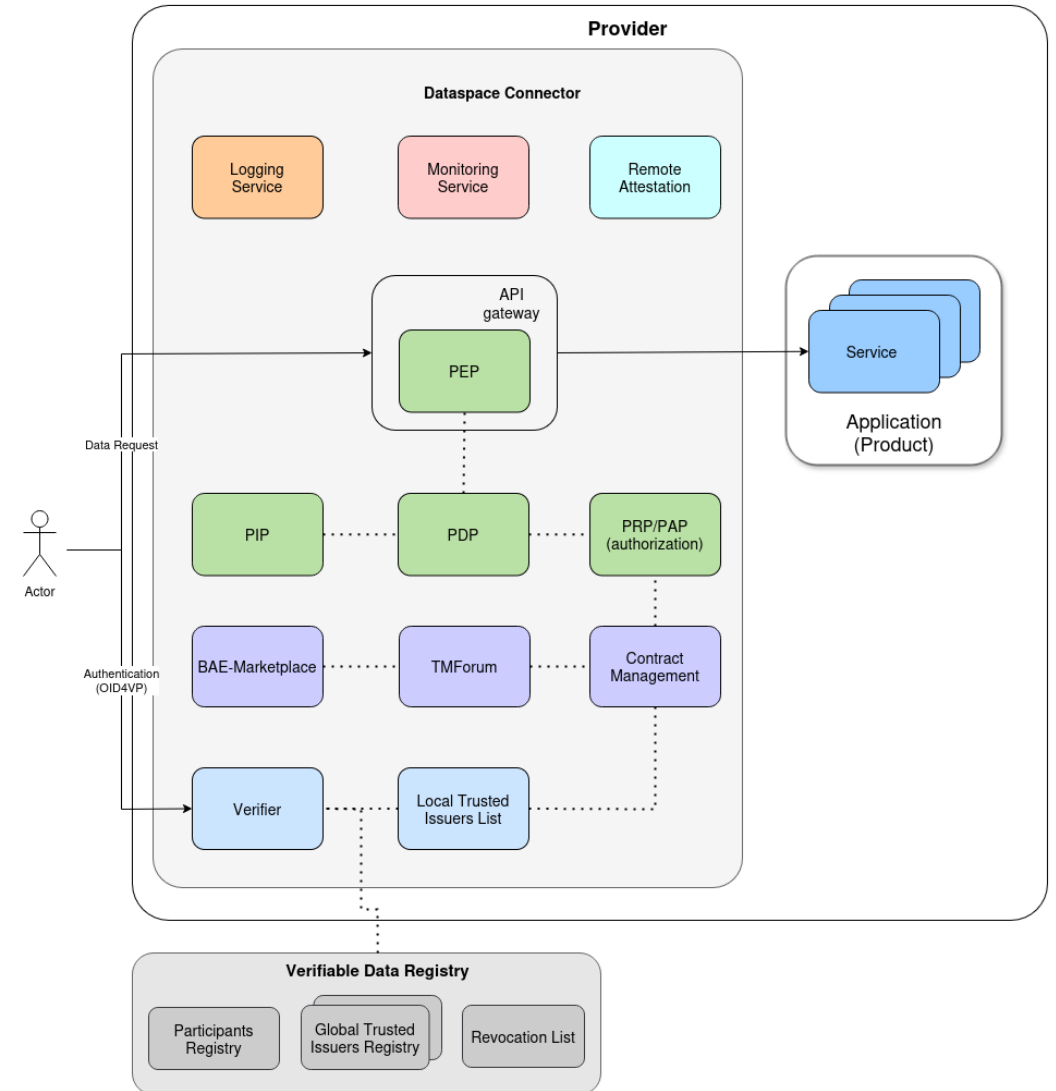 Provider
Dataspace Connector
Logging
Service
Monitoring
Service
Remote
Attestation
API
gateway
PEP
Service
Application
(Product)
Data Request
PIP
PDP
PRP/PAP
(authorization)
Actor
BAE-Marketplace
TMForum
Contract
Management
Authentication
(OID4VP)
Verifier
Local Trusted
Issuers List
Verifiable Data Registry
Participants
Registry
Global Trusted
Issuers Registry
Revocation List